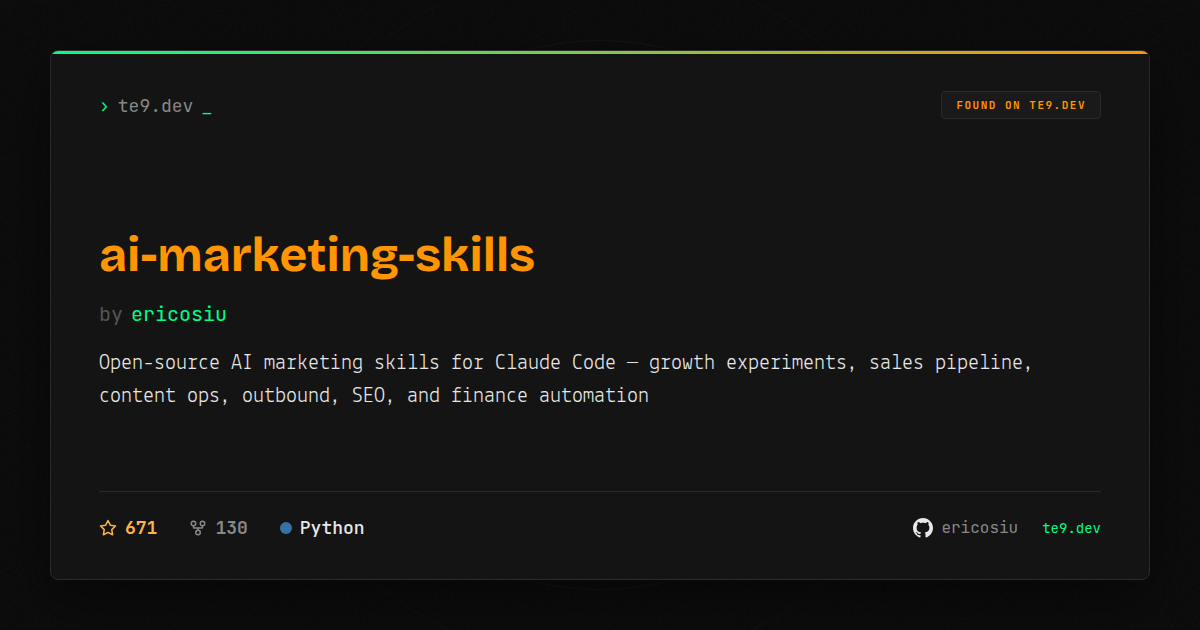 › te9.dev _
FOUND ON TE9.DEV
ai-marketing-skills
by ericosiu
Open-source AI marketing skills for Claude Code — growth experiments, sales pipeline,
content ops, outbound, SEO, and finance automation
671 130 Python
ericosiu te9.dev